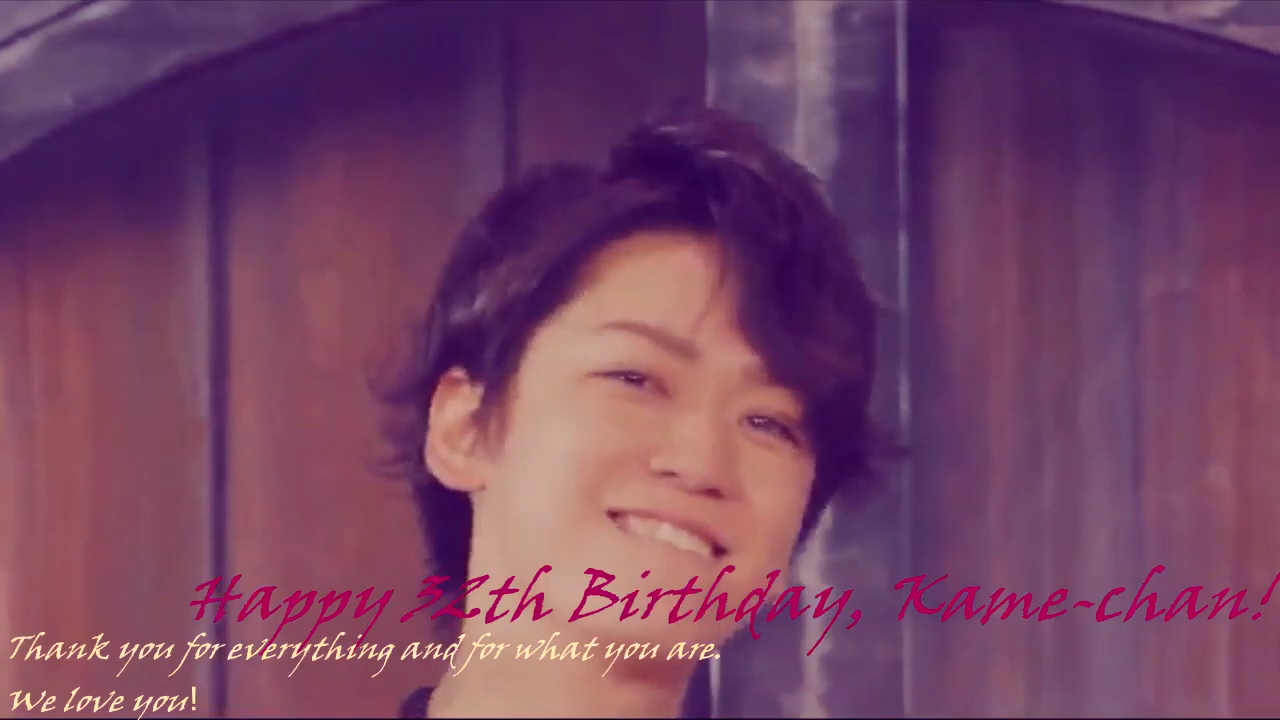 Happy 32th Birthday, Kame-chan!
Thank you for everything and for what you are.
We love you!